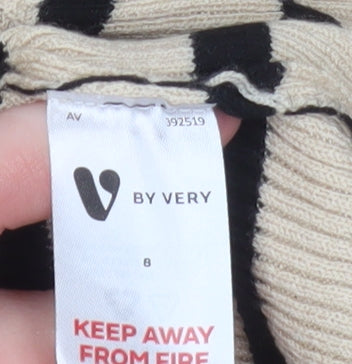 AV
392519
V BY VERY
8
KEEP AWAY
FROM FIRE